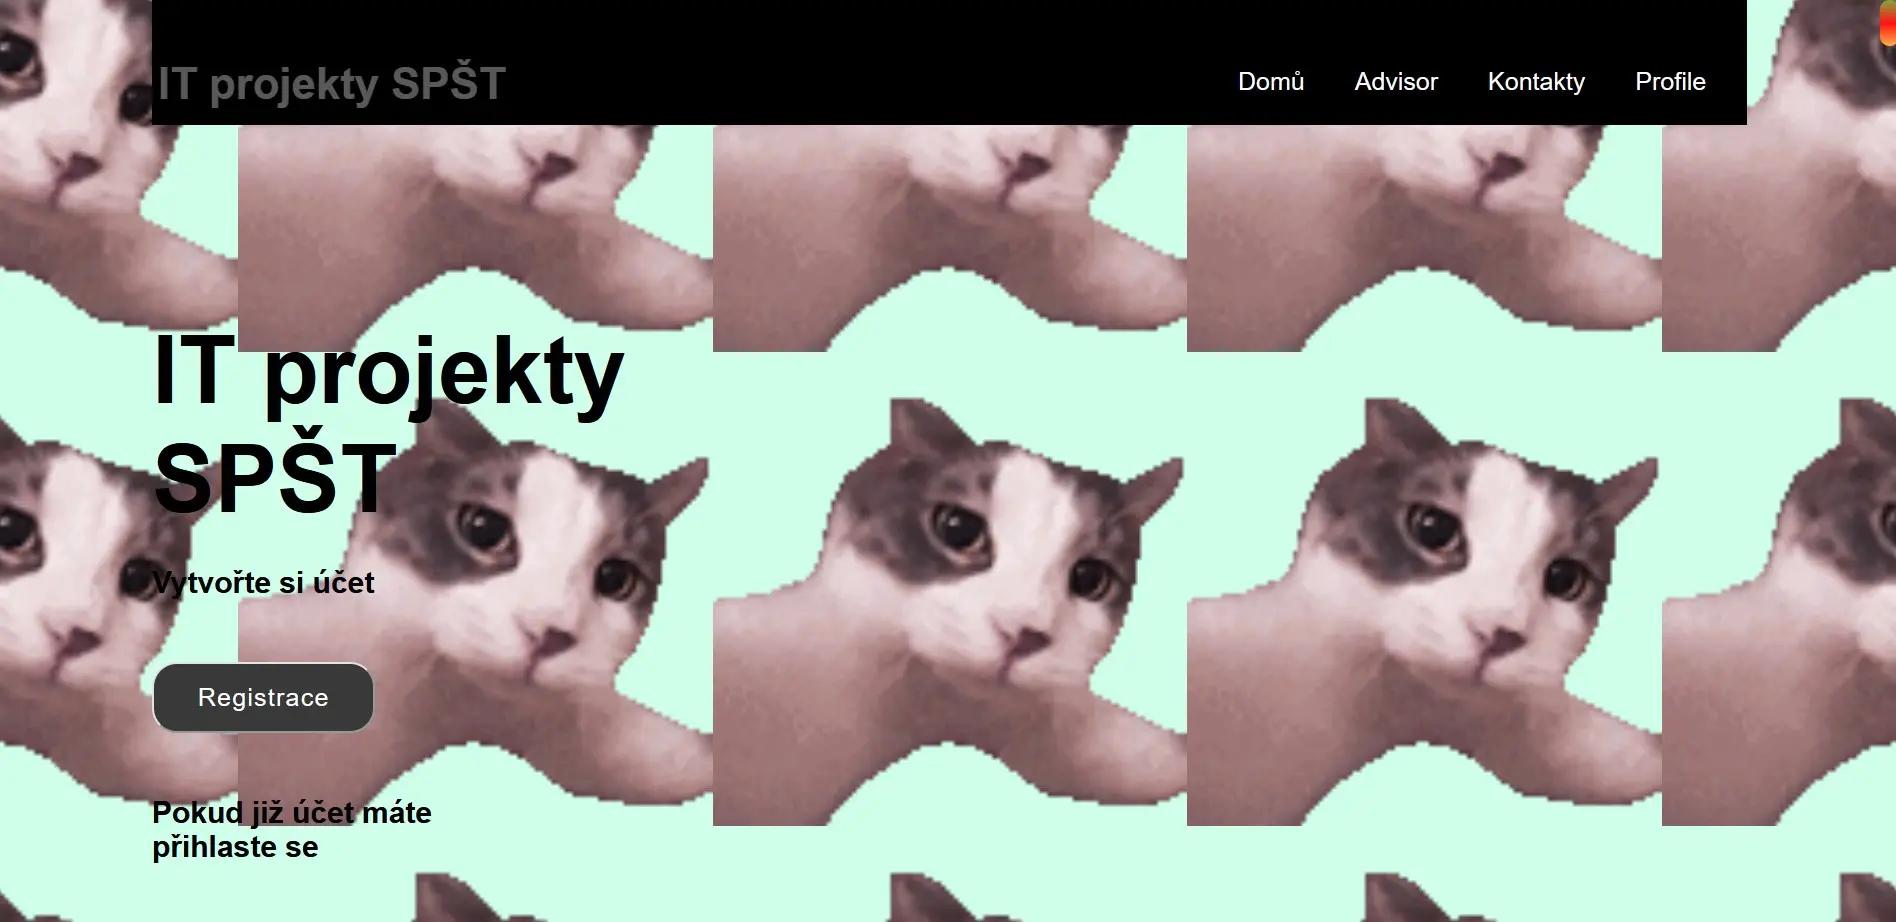 IT projekty SPŠT
Domů Advisor Kontakty Profile
IT projekty
SPŠT
Vytvořte si účet
Registrace
Pokud již účet máte
přihlaste se